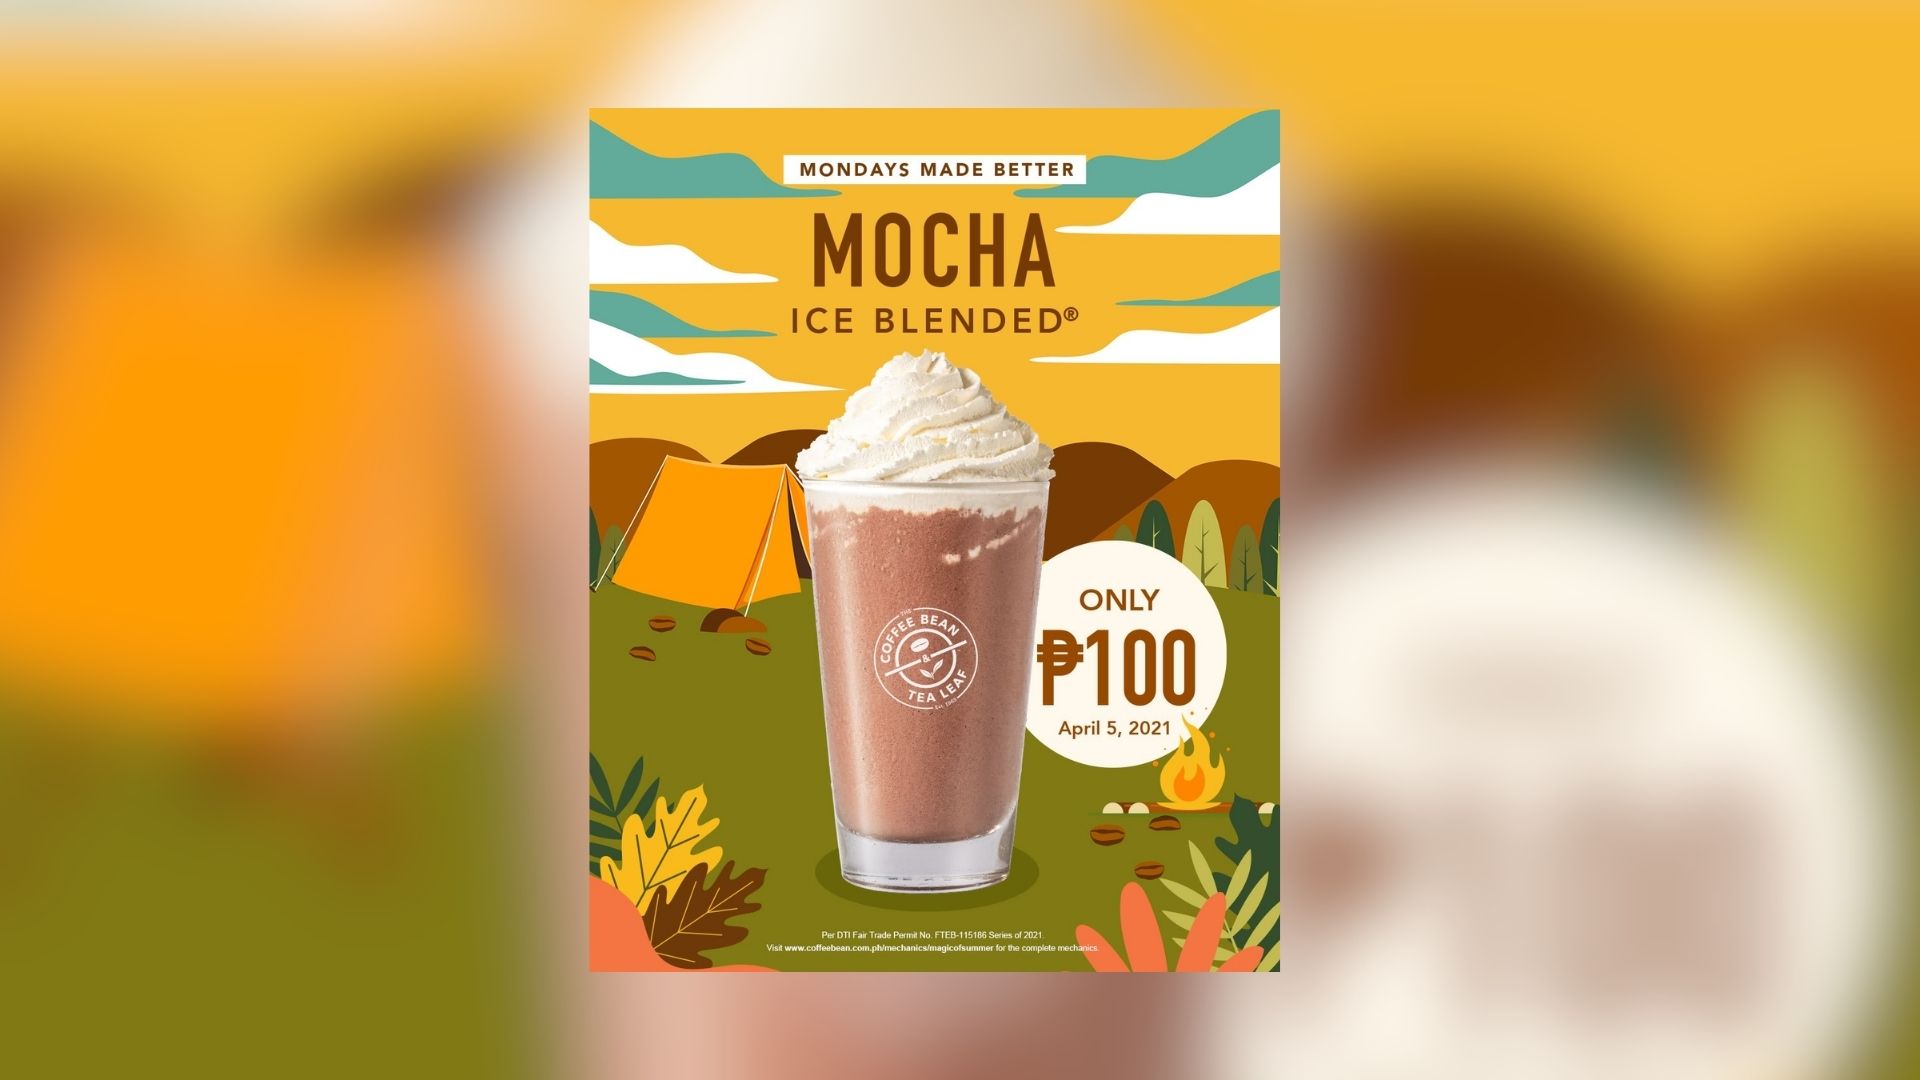 MONDAYS MADE BETTER
MOCHA
ICE BLENDED®
THE
COFFEE BEAN
&
TEA LEAF
Est. 1963
ONLY
₱100
April 5, 2021
Per DTI Fair Trade Permit No. FTEB-115186 Series of 2021.
Visit www.coffeebean.com.ph/mechanics/magicofsummer for the complete mechanics.